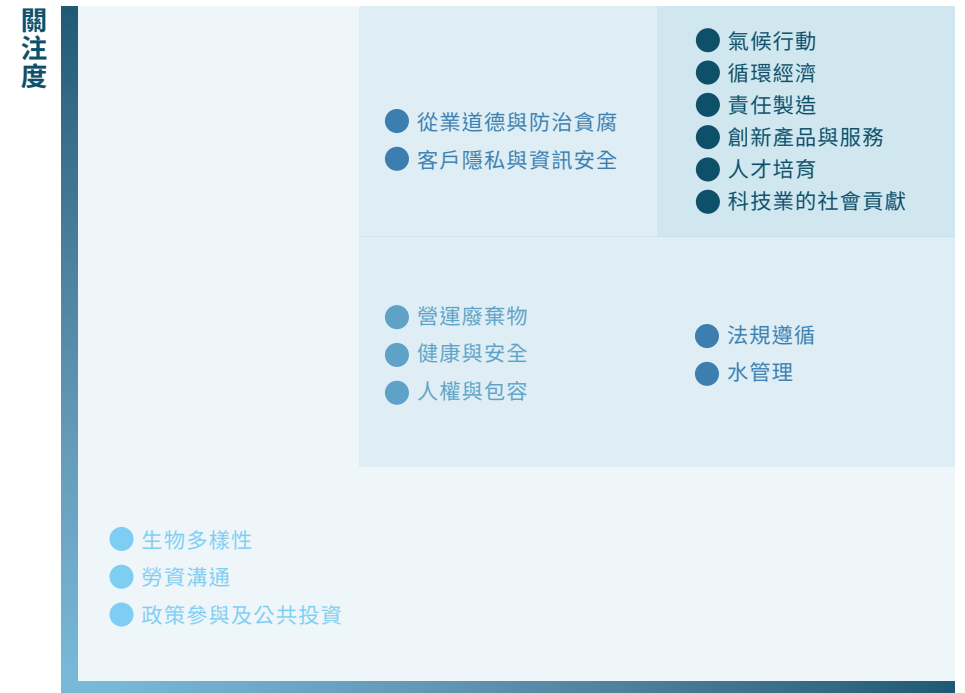 關注度
從業道德與防治貪腐
客戶隱私與資訊安全
氣候行動
循環經濟
責任製造
創新產品與服務
人才培育
科技業的社會貢獻
營運廢棄物
健康與安全
人權與包容
法規遵循
水管理
生物多樣性
勞資溝通
政策參與及公共投資